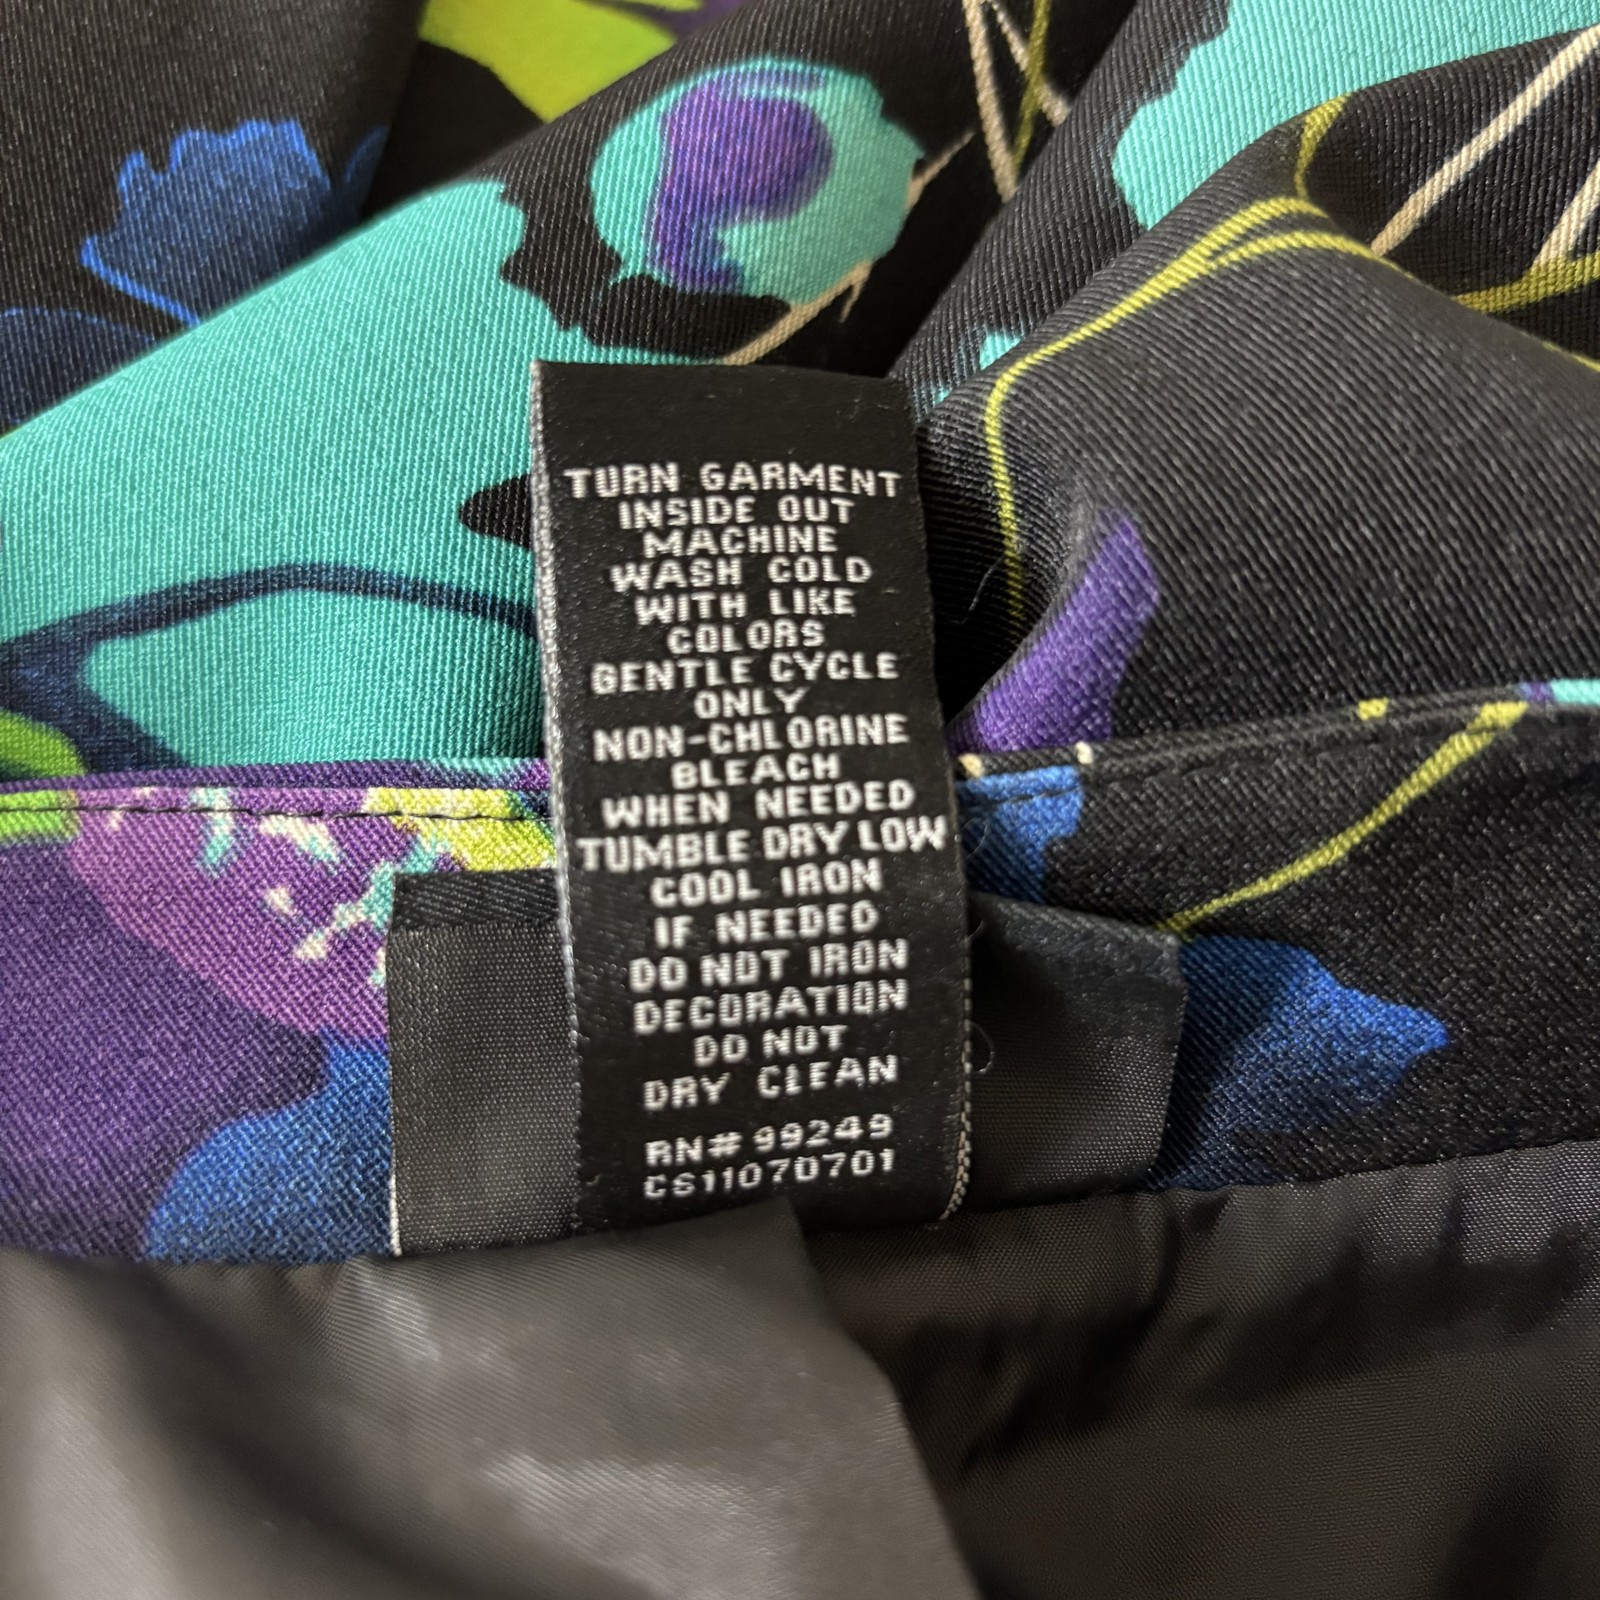 TURN GARMENT
INSIDE OUT
MACHINE
WASH COLD
WITH LIKE
COLORS
GENTLE CYCLE
ONLY
NON-CHLORINE
BLEACH
WHEN NEEDED
TUMBLE DRY LOW
COOL IRON
IF NEEDED
DO NOT IRON
DECORATION
DO NOT
DRY CLEAN
RN# 99249
CS11070701